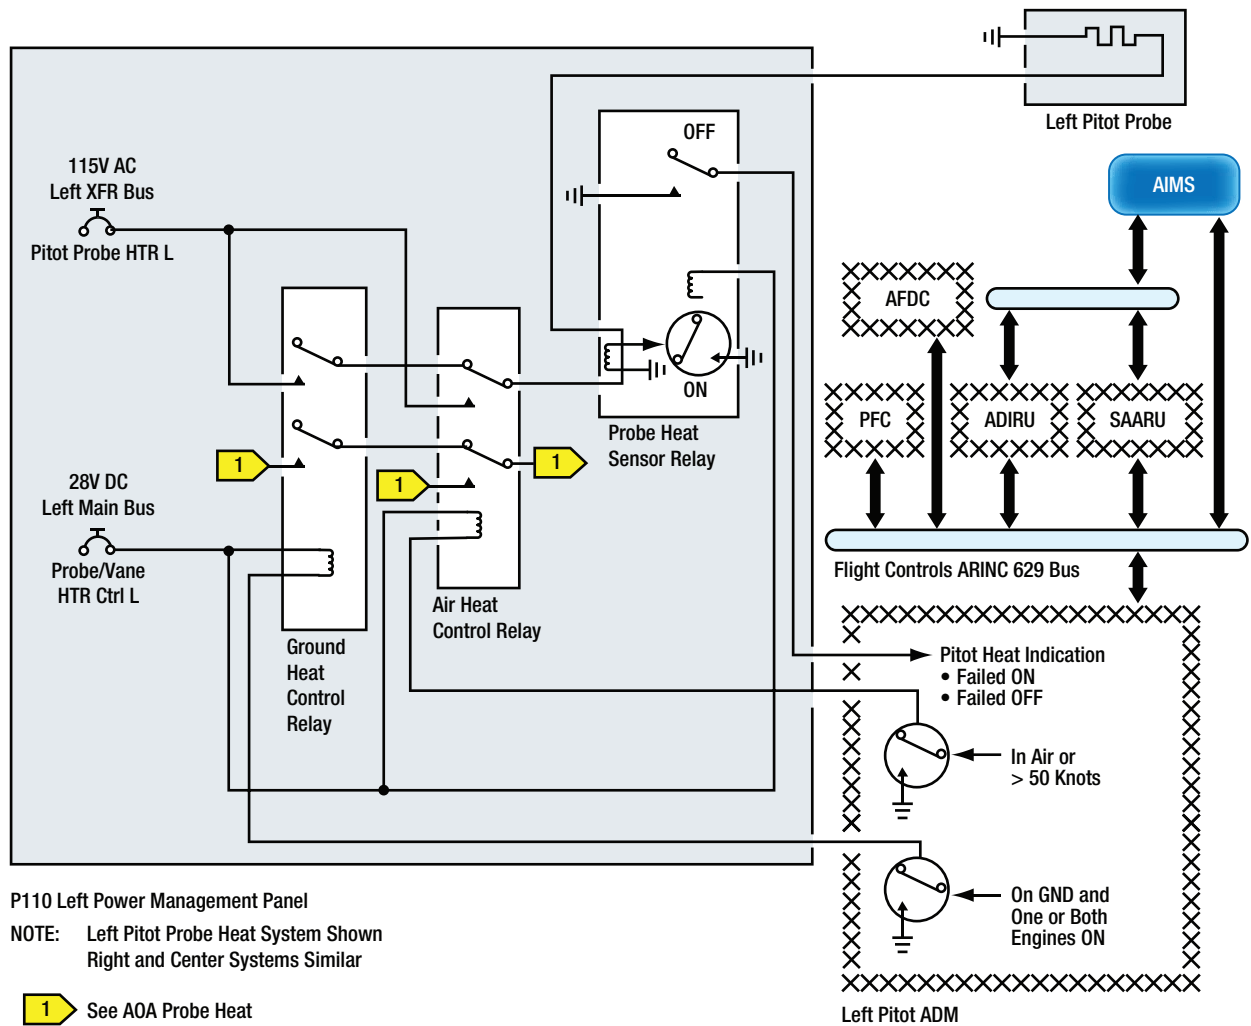 Left Pitot Probe
OFF
115V AC
Left XFR Bus
Pitot Probe HTR L
AIMS
AFDC
ON
PFC
ADIRU
SAARU
Probe Heat
Sensor Relay
1
1
1
28V DC
Left Main Bus
Probe/Vane
HTR Ctrl L
Flight Controls ARINC 629 Bus
Air Heat
Control Relay
Ground
Heat
Control
Relay
Pitot Heat Indication
• Failed ON
• Failed OFF
In Air or
> 50 Knots
On GND and
One or Both
Engines ON
P110 Left Power Management Panel
NOTE: Left Pitot Probe Heat System Shown
Right and Center Systems Similar
1 See AOA Probe Heat
Left Pitot ADM